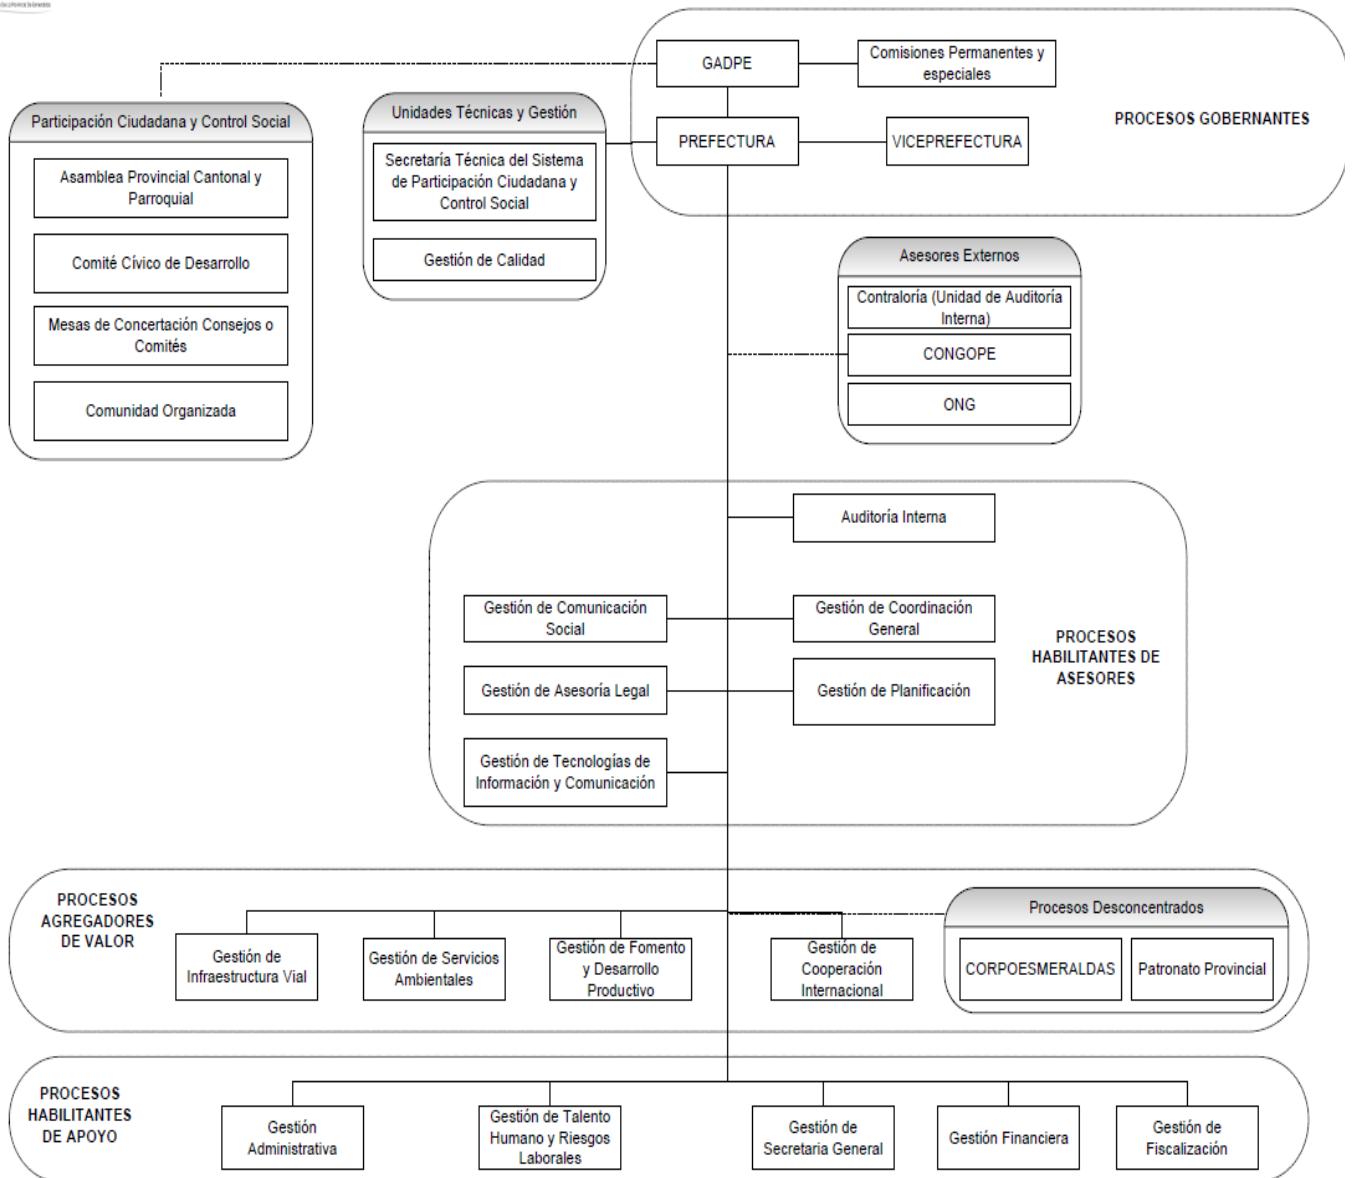 GADPE
Comisiones Permanentes y
especiales
PROCESOS GOBERNANTES
PREFECTURA
VICEPREFECTURA
Participación Ciudadana y Control Social
Asamblea Provincial Cantonal y
Parroquial
Comité Cívico de Desarrollo
Mesas de Concertación Consejos o
Comités
Comunidad Organizada
Unidades Técnicas y Gestión
Secretaría Técnica del Sistema
de Participación Ciudadana y
Control Social
Gestión de Calidad
Asesores Externos
Contraloría (Unidad de Auditoría
Interna)
CONGOPE
ONG
Auditoría Interna
Gestión de Comunicación
Social
Gestión de Coordinación
General
PROCESOS
HABILITANTES DE
ASESORES
Gestión de Asesoría Legal
Gestión de Planificación
Gestión de Tecnologías de
Información y Comunicación
PROCESOS
AGREGADORES
DE VALOR
Gestión de
Infraestructura Vial
Gestión de Servicios
Ambientales
Gestión de Fomento
y Desarrollo
Productivo
Gestión de
Cooperación
Internacional
Procesos Desconcentrados
CORPOESMERALDAS
Patronato Provincial
PROCESOS
HABILITANTES
DE APOYO
Gestión
Administrativa
Gestión de Talento
Humano y Riesgos
Laborales
Gestión de
Secretaria General
Gestión Financiera
Gestión de
Fiscalización